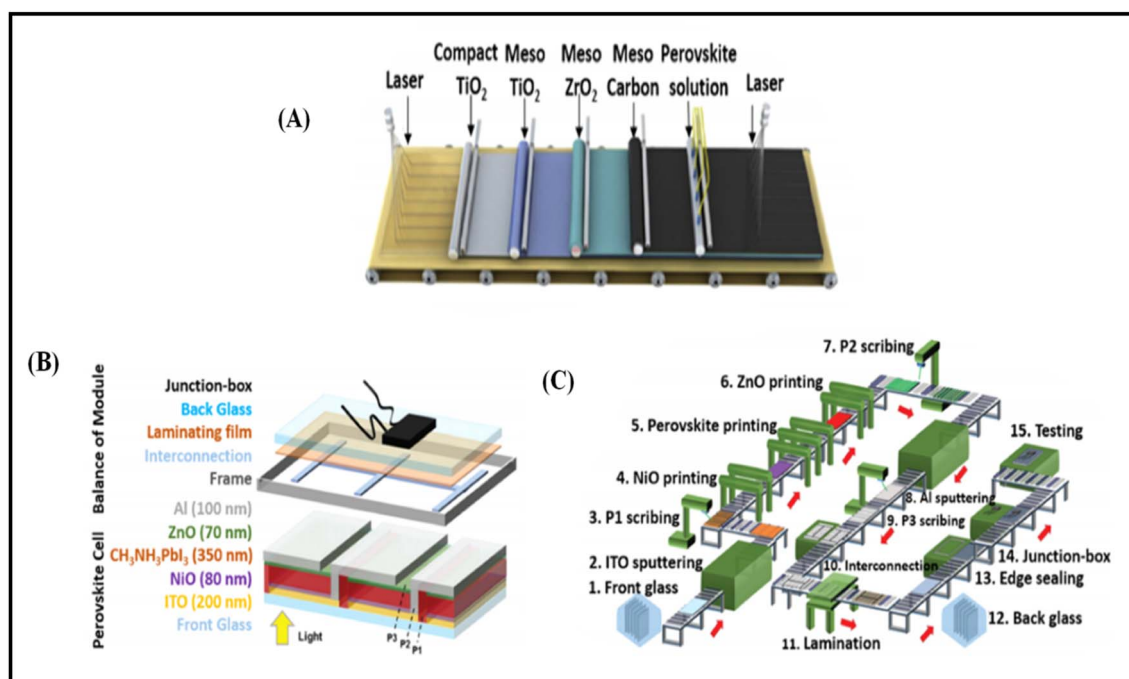 Compact Meso Meso Meso Perovskite
Laser TiO₂ TiO₂ ZrO₂ Carbon solution Laser
(A)
(B)
Balance of Module
Junction-box
Back Glass
Laminating film
Interconnection
Frame
Perovskite Cell
Al (100 nm)
ZnO (70 nm)
CH₃NH₃PbI₃ (350 nm)
NiO (80 nm)
ITO (200 nm)
Front Glass
Light
P3
P2
P1
(C)
7. P2 scribing
6. ZnO printing
5. Perovskite printing
15. Testing
4. NiO printing
8. Al sputtering
3. P1 scribing
9. P3 scribing
2. ITO sputtering
10. Interconnection
14. Junction-box
1. Front glass
13. Edge sealing
12. Back glass
11. Lamination